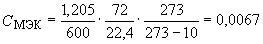 C_МЭК = 1,205/600 · 72/22,4 · 273/(273−10) = 0,0067